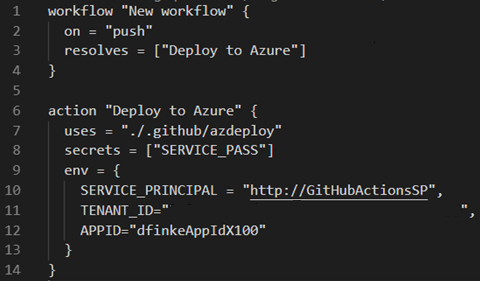 1 workflow "New workflow" {
2 on = "push"
3 resolves = ["Deploy to Azure"]
4 }
5
6 action "Deploy to Azure" {
7 uses = "./.github/azdeploy"
8 secrets = ["SERVICE_PASS"]
9 env = {
10 SERVICE_PRINCIPAL = "http://GitHubActionsSP",
11 TENANT_ID=" ",
12 APPID="dfinkeAppIdX100"
13 }
14 }